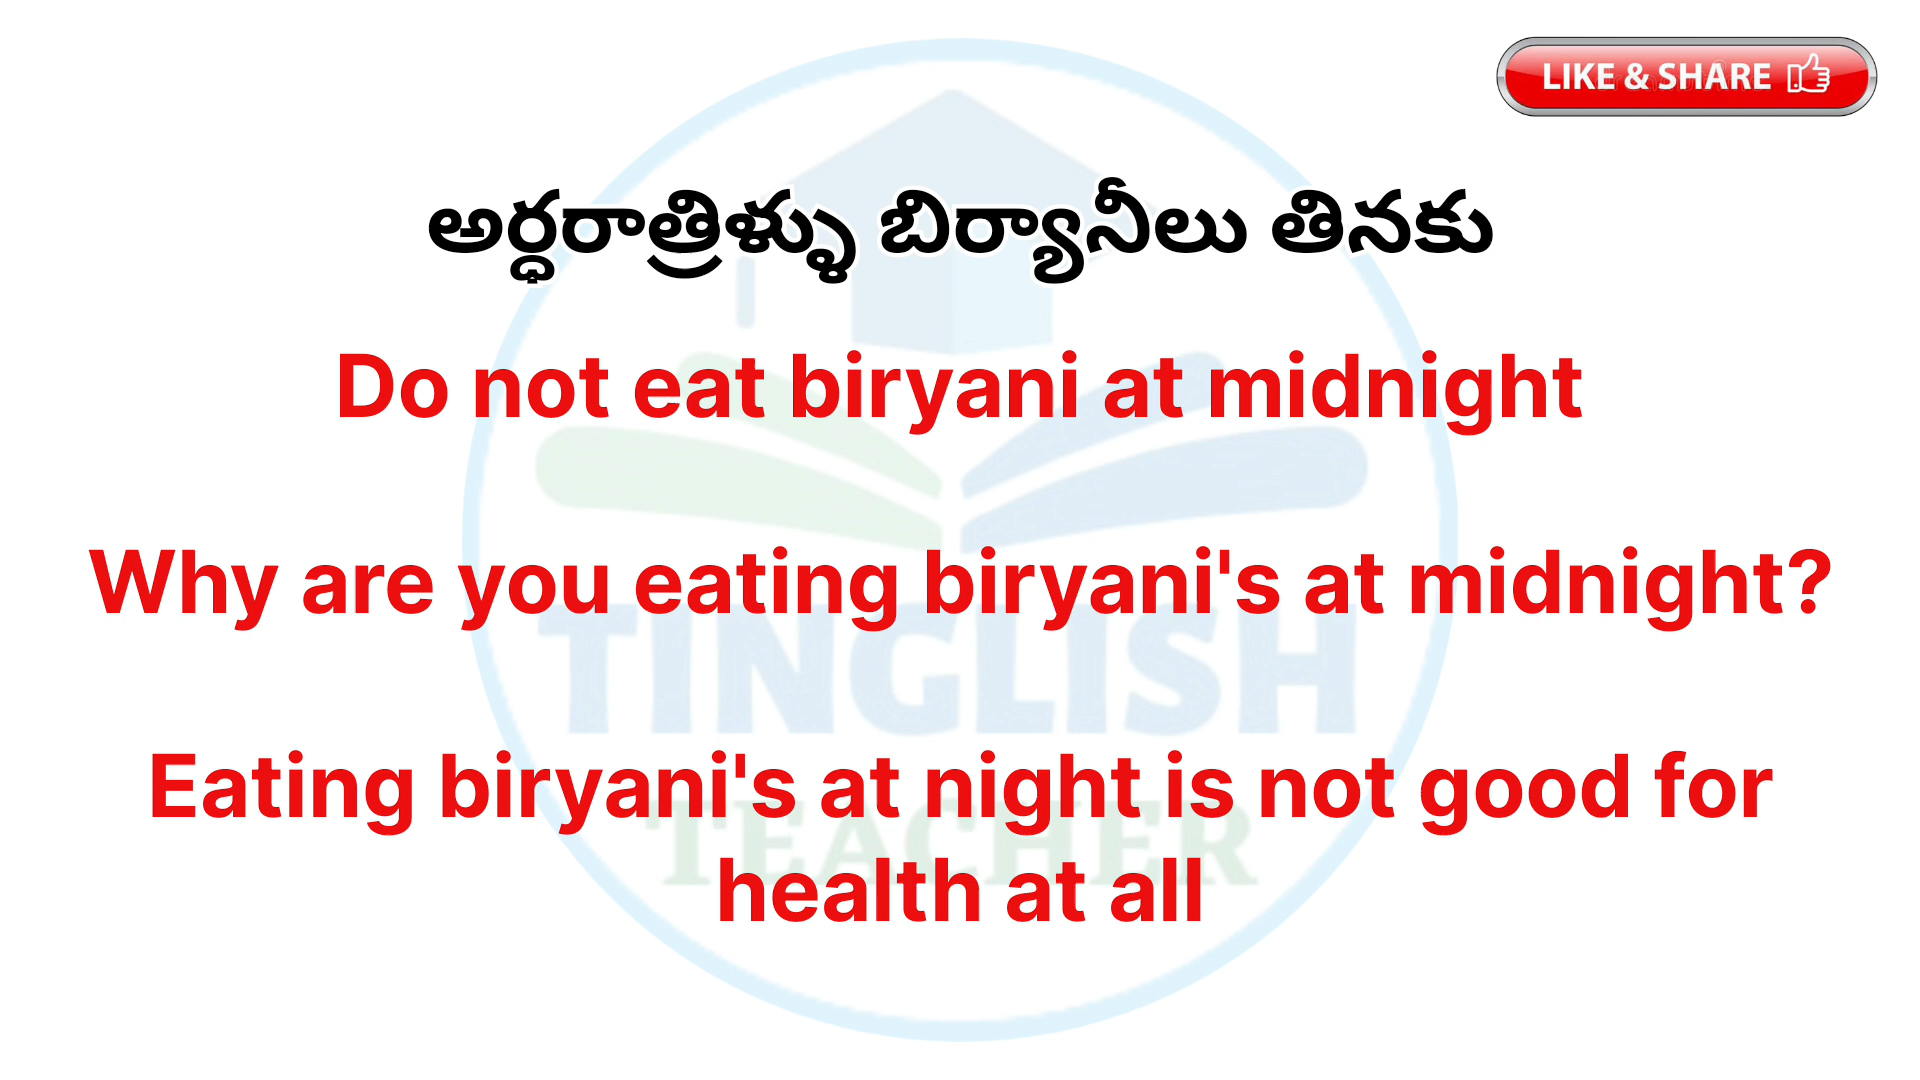 LIKE & SHARE
అర్ధరాత్రిళ్ళు బిర్యానీలు తినకు
Do not eat biryani at midnight
Why are you eating biryani's at midnight?
Eating biryani's at night is not good for
health at all
TINGLISH
TEACHER